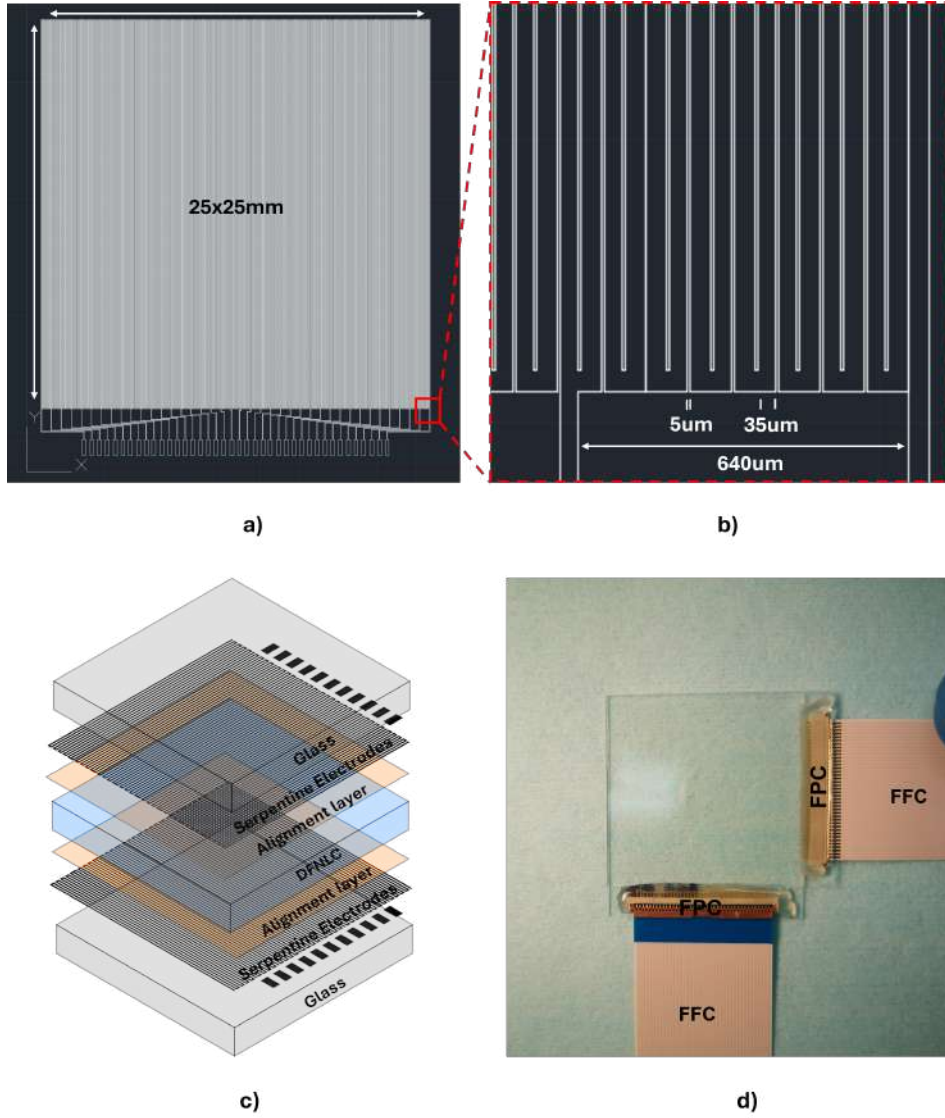 25x25mm
Y
X
a)
5um
35um
640um
b)
Glass
Serpentine Electrodes
Alignment layer
DFNLC
Alignment layer
Serpentine Electrodes
Glass
c)
FPC
FFC
FPC
FFC
d)